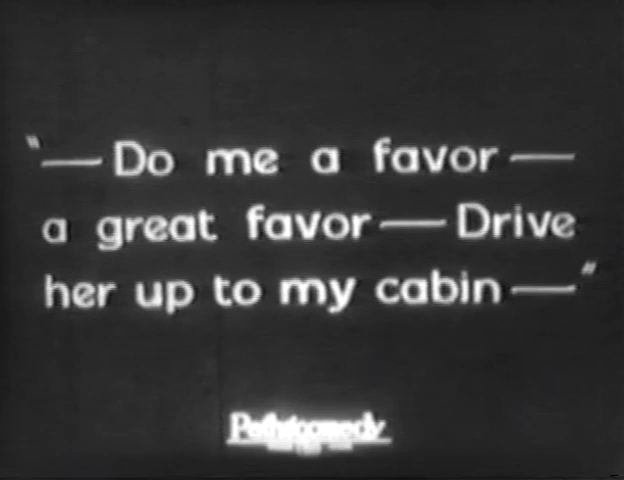 "— Do me a favor —
a great favor — Drive
her up to my cabin —"
Pathécomedy